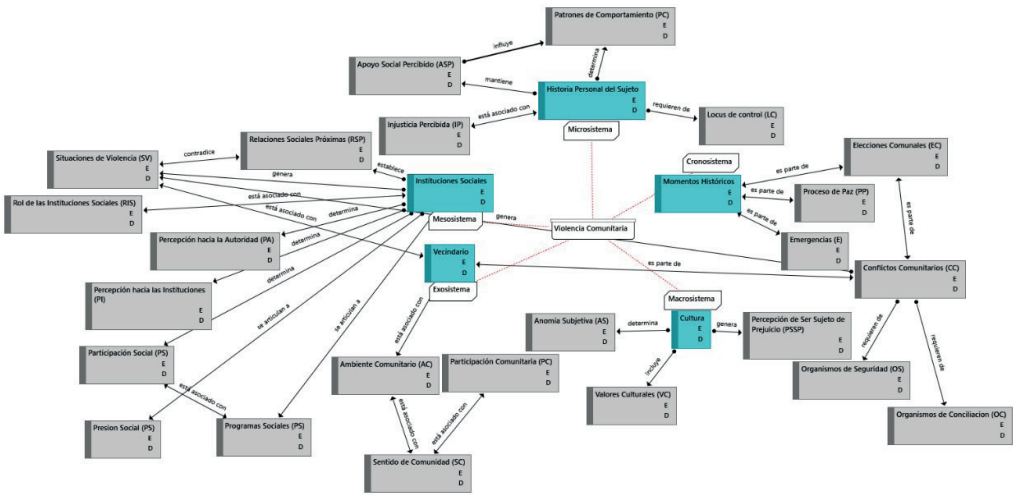 Patrones de Comportamiento (PC)
E
D
influye
determina
Apoyo Social Percibido (ASP)
E
D
mantiene
Historia Personal del Sujeto
E
D
Microsistema
requieren de
Locus de control (LC)
E
D
está asociado con
Injusticia Percibida (IP)
E
D
Relaciones Sociales Próximas (RSP)
E
D
contradice
Situaciones de Violencia (SV)
E
D
establece
genera
Instituciones Sociales
E
D
Mesosistema
está asociado con
Rol de las Instituciones Sociales (RIS)
E
D
está asociado con
determina
Percepción hacia la Autoridad (PA)
E
D
determina
Percepción hacia las Instituciones
(PI)
E
D
determina
Participación Social (PS)
E
D
se articulan a
se articulan a
está asociado con
Presion Social (PS)
E
D
Programas Sociales (PS)
E
D
Cronosistema
Momentos Históricos
E
D
Elecciones Comunales (EC)
E
D
es parte de
es parte de
Proceso de Paz (PP)
E
D
es parte de
Emergencias (E)
E
D
es parte de
genera
Violencia Comunitaria
Vecindario
E
D
Exosistema
es parte de
Conflictos Comunitarios (CC)
E
D
requieren de
requieren de
Organismos de Seguridad (OS)
E
D
Organismos de Conciliacion (OC)
E
D
Macrosistema
Cultura
E
D
determina
Anomía Subjetiva (AS)
E
D
genera
Percepción de Ser Sujeto de
Prejuicio (PSSP)
E
D
incluye
Valores Culturales (VC)
E
D
está asociado con
Ambiente Comunitario (AC)
E
D
Participación Comunitaria (PC)
E
D
está asociado con
está asociado con
Sentido de Comunidad (SC)
E
D